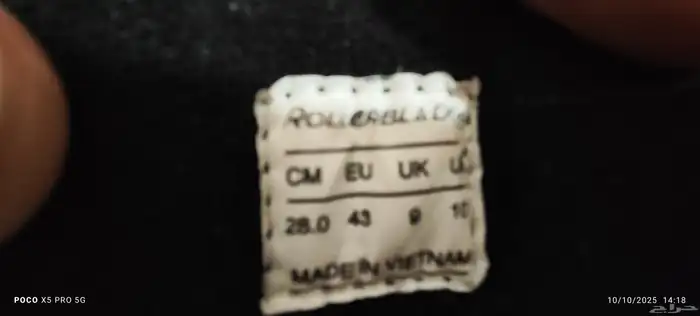 ROLLERBLADE
CM EU UK U
28.0 43 9 10
MADE IN VIETNAM
POCO X5 PRO 5G
10/10/2025 14:18
حراج